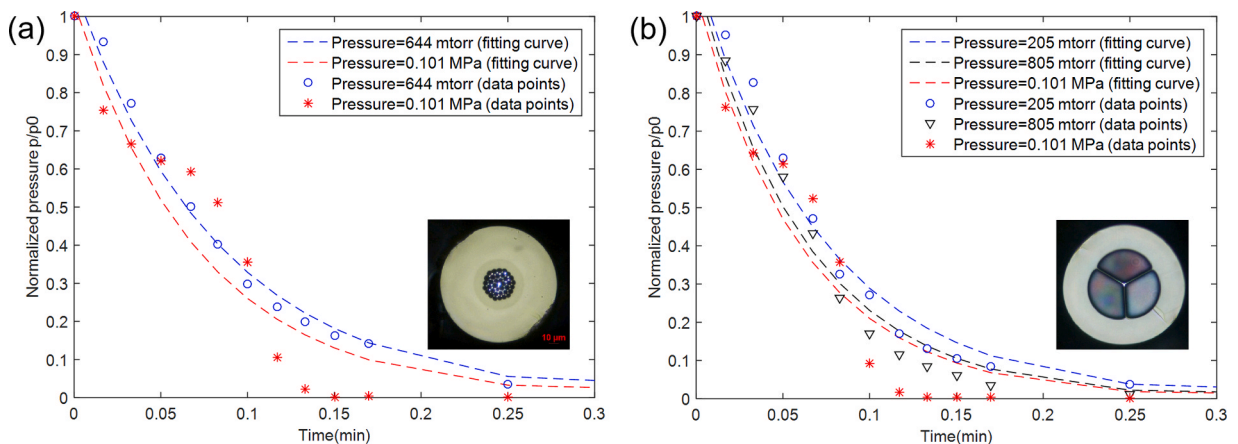 (a)
Normalized pressure p/p0
1
0.9
0.8
0.7
0.6
0.5
0.4
0.3
0.2
0.1
0
Pressure=644 mtorr (fitting curve)
Pressure=0.101 MPa (fitting curve)
Pressure=644 mtorr (data points)
Pressure=0.101 MPa (data points)
10 μm
0 0.05 0.1 0.15 0.2 0.25 0.3
Time(min)
(b)
Normalized pressure p/p0
1
0.9
0.8
0.7
0.6
0.5
0.4
0.3
0.2
0.1
0
Pressure=205 mtorr (fitting curve)
Pressure=805 mtorr (fitting curve)
Pressure=0.101 MPa (fitting curve)
Pressure=205 mtorr (data points)
Pressure=805 mtorr (data points)
Pressure=0.101 MPa (data points)
0 0.05 0.1 0.15 0.2 0.25 0.3
Time(min)